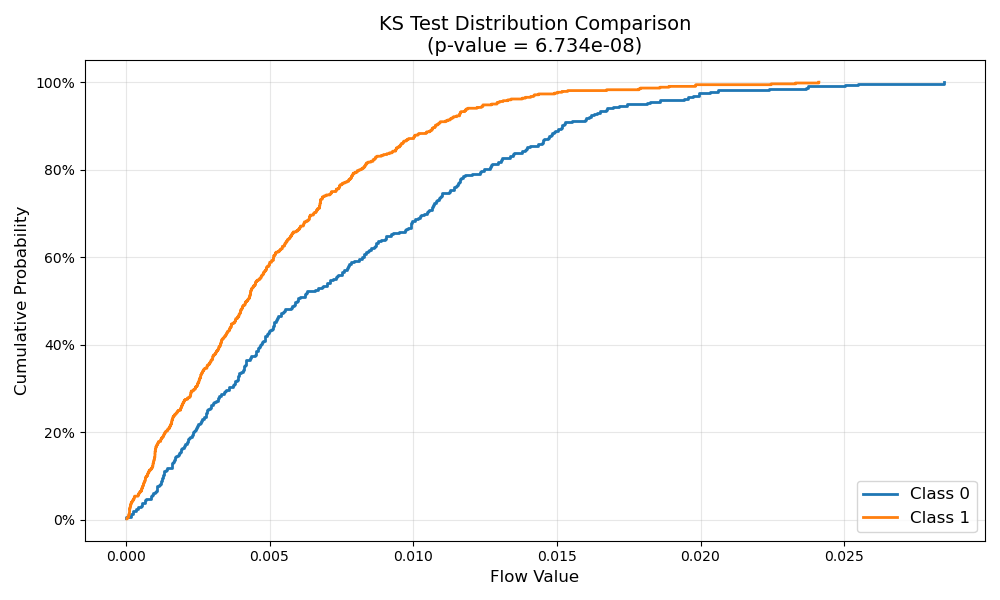 KS Test Distribution Comparison
(p-value = 6.734e-08)
Cumulative Probability
100%
80%
60%
40%
20%
0%
0.000 0.005 0.010 0.015 0.020 0.025
Flow Value
Class 0
Class 1